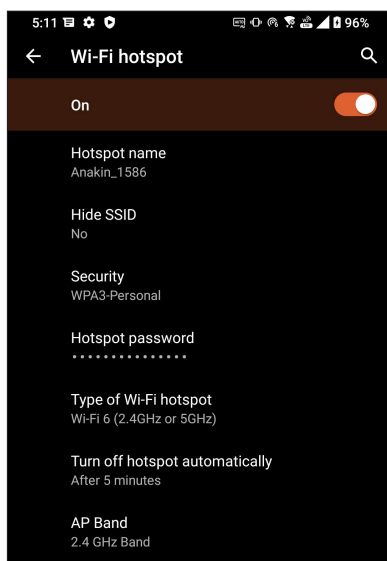 5:11 96%
Wi-Fi hotspot
On
Hotspot name
Anakin_1586
Hide SSID
No
Security
WPA3-Personal
Hotspot password
•••••••••••••••
Type of Wi-Fi hotspot
Wi-Fi 6 (2.4GHz or 5GHz)
Turn off hotspot automatically
After 5 minutes
AP Band
2.4 GHz Band